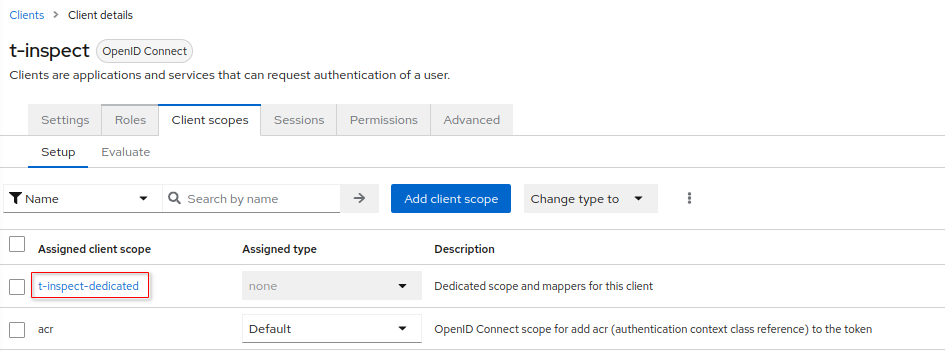 Clients > Client details
t-inspect OpenID Connect
Clients are applications and services that can request authentication of a user.
Settings Roles Client scopes Sessions Permissions Advanced
Setup Evaluate
Name Search by name Add client scope Change type to
Assigned client scope Assigned type Description
t-inspect-dedicated none Dedicated scope and mappers for this client
acr Default OpenID Connect scope for add acr (authentication context class reference) to the token